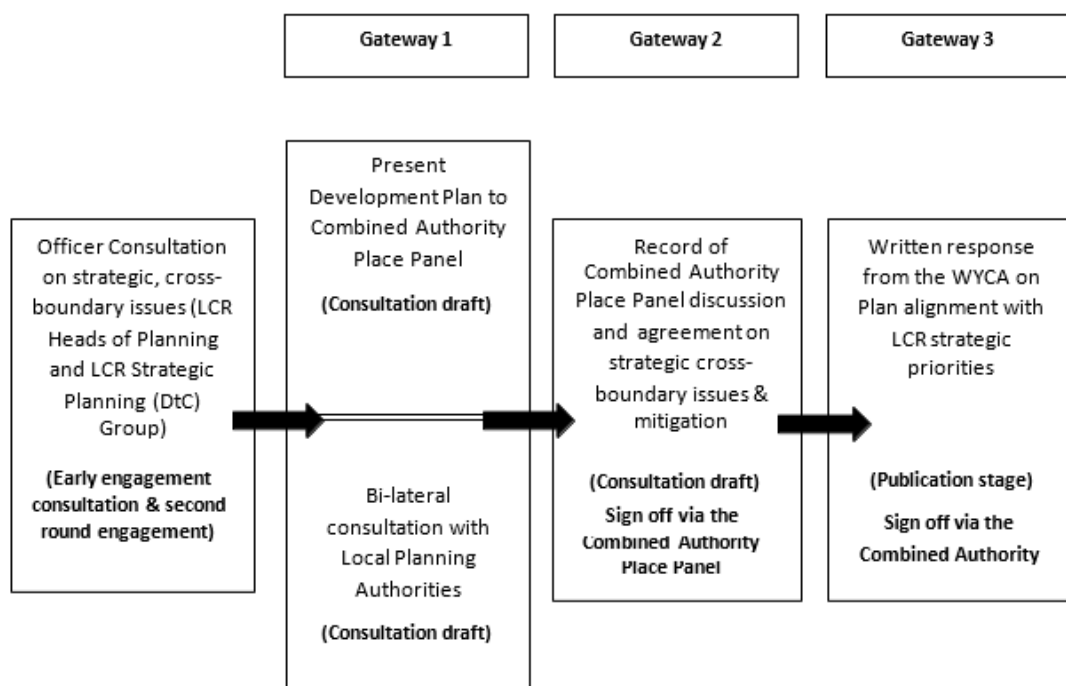 Gateway 1
Gateway 2
Gateway 3
Officer Consultation
on strategic, cross-
boundary issues (LCR
Heads of Planning
and LCR Strategic
Planning (DtC)
Group)
(Early engagement
consultation & second
round engagement)
Present
Development Plan to
Combined Authority
Place Panel
(Consultation draft)
Bi-lateral
consultation with
Local Planning
Authorities
(Consultation draft)
Record of
Combined Authority
Place Panel discussion
and agreement on
strategic cross-
boundary issues &
mitigation
(Consultation draft)
Sign off via the
Combined Authority
Place Panel
Written response
from the WYCA on
Plan alignment with
LCR strategic
priorities
(Publication stage)
Sign off via the
Combined Authority